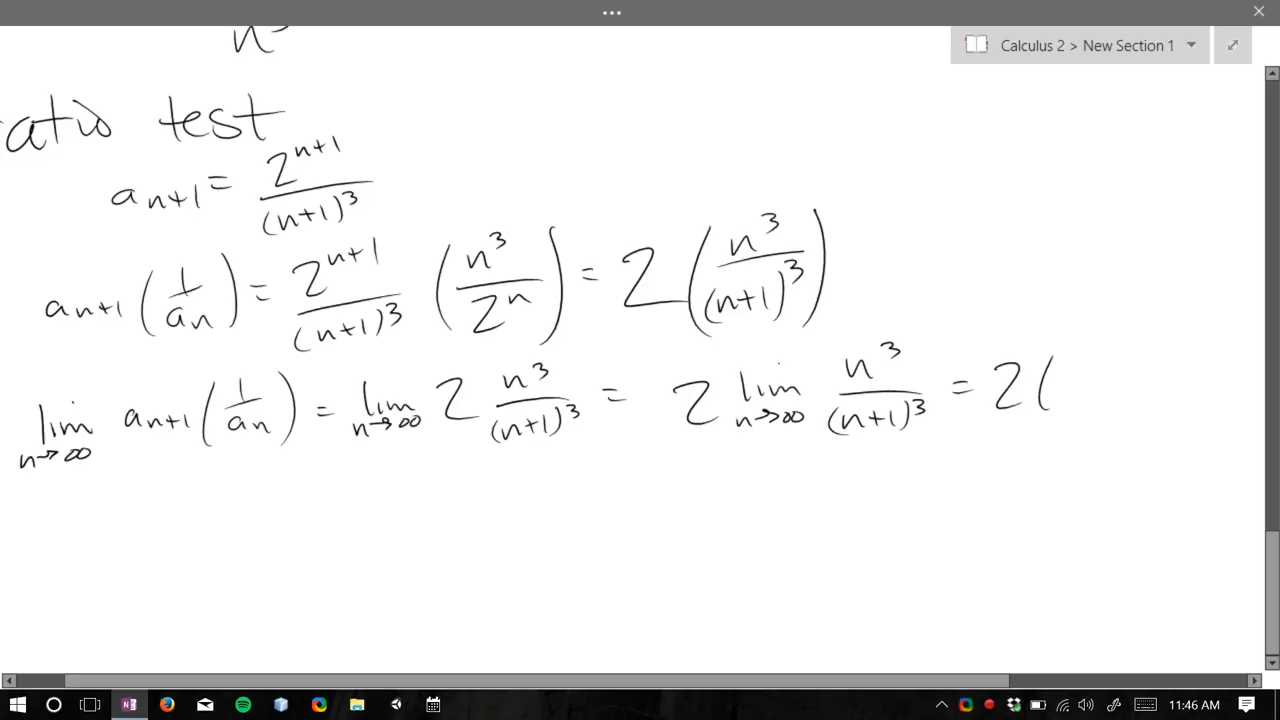 ...
Calculus 2 > New Section 1
ratio test
a_{n+1} = 2^{n+1}/(n+1)^3
a_{n+1} (1/a_n) = 2^{n+1}/(n+1)^3 (n^3/2^n) = 2 (n^3/(n+1)^3)
lim_{n→∞} a_{n+1} (1/a_n) = lim_{n→∞} 2 n^3/(n+1)^3 = 2 lim_{n→∞} n^3/(n+1)^3 = 2(
11:46 AM